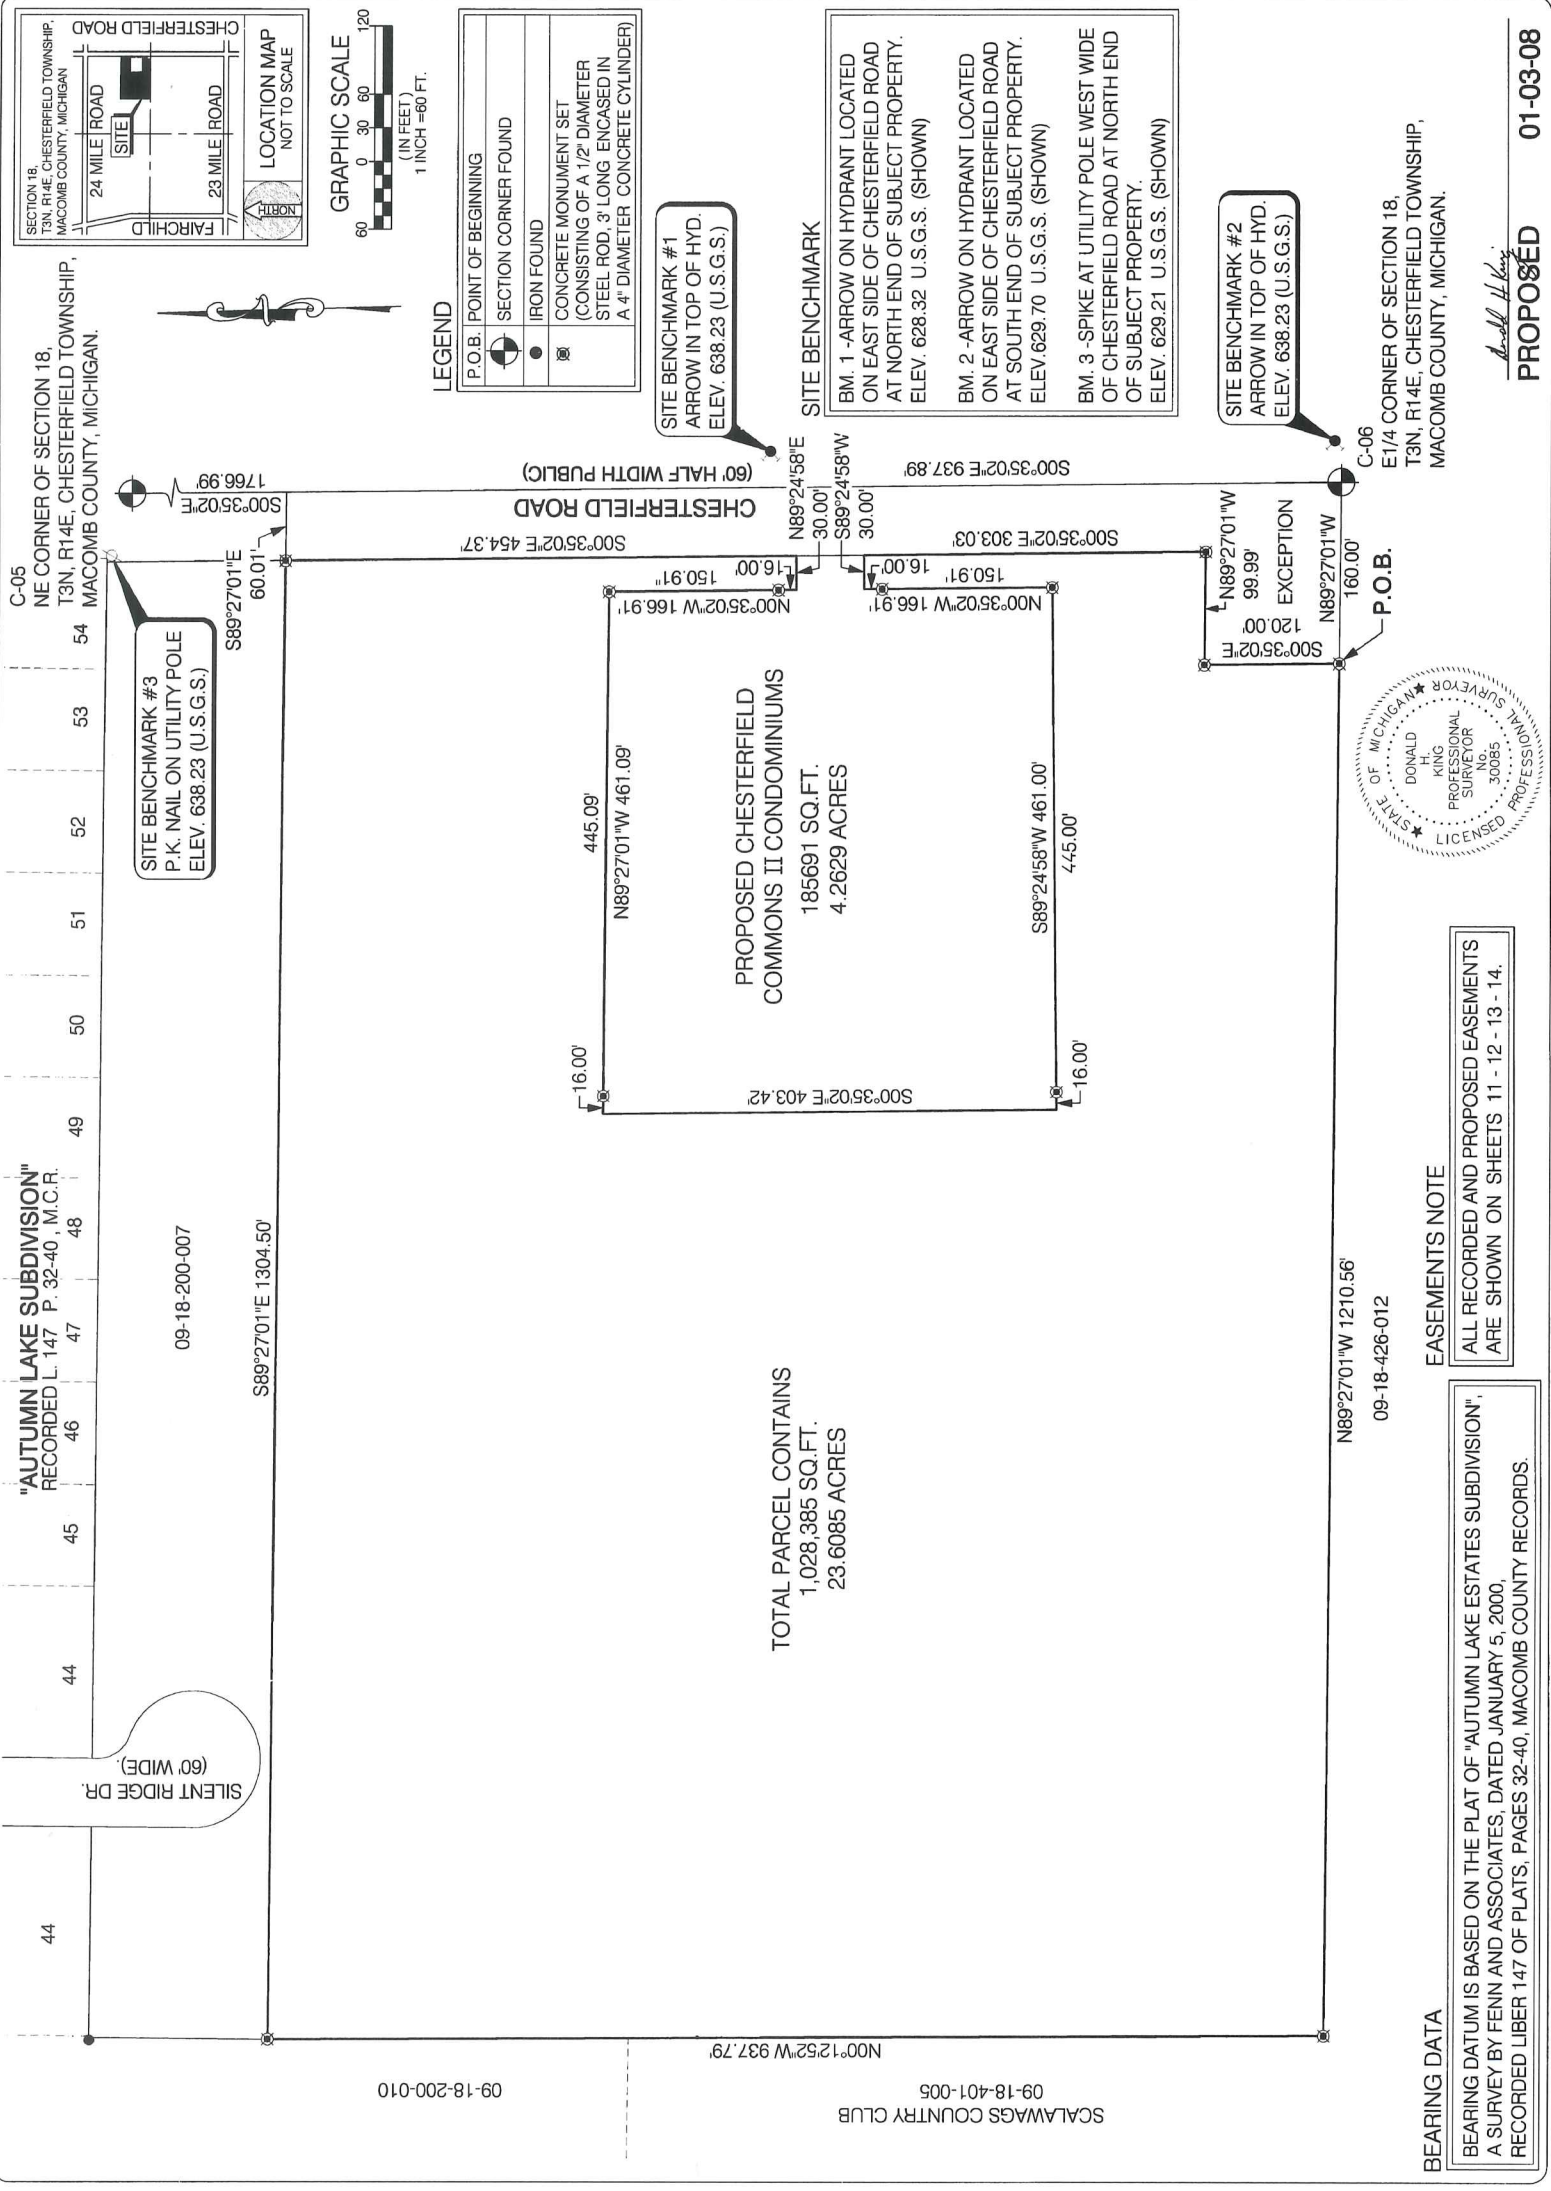 "AUTUMN LAKE SUBDIVISION"
RECORDED L. 147 P. 32-40, M.C.R.
44
44
45
46
47
48
49
50
51
52
53
54
C-05
NE CORNER OF SECTION 18,
T3N, R14E, CHESTERFIELD TOWNSHIP,
MACOMB COUNTY, MICHIGAN.
SECTION 18,
T3N, R14E, CHESTERFIELD TOWNSHIP,
MACOMB COUNTY, MICHIGAN
24 MILE ROAD
SITE
23 MILE ROAD
FAIRCHILD
CHESTERFIELD ROAD
NORTH
LOCATION MAP
NOT TO SCALE
GRAPHIC SCALE
60 0 30 60 120
( IN FEET )
1 INCH =60 FT.
LEGEND
P.O.B. POINT OF BEGINNING
SECTION CORNER FOUND
IRON FOUND
CONCRETE MONUMENT SET
(CONSISTING OF A 1/2" DIAMETER
STEEL ROD, 3' LONG ENCASED IN
A 4" DIAMETER CONCRETE CYLINDER)
SITE BENCHMARK #1
ARROW IN TOP OF HYD.
ELEV. 638.23 (U.S.G.S.)
SITE BENCHMARK
BM. 1 -ARROW ON HYDRANT LOCATED
ON EAST SIDE OF CHESTERFIELD ROAD
AT NORTH END OF SUBJECT PROPERTY.
ELEV. 628.32 U.S.G.S. (SHOWN)
BM. 2 -ARROW ON HYDRANT LOCATED
ON EAST SIDE OF CHESTERFIELD ROAD
AT SOUTH END OF SUBJECT PROPERTY.
ELEV.629.70 U.S.G.S. (SHOWN)
BM. 3 -SPIKE AT UTILITY POLE WEST WIDE
OF CHESTERFIELD ROAD AT NORTH END
OF SUBJECT PROPERTY.
ELEV. 629.21 U.S.G.S. (SHOWN)
SITE BENCHMARK #2
ARROW IN TOP OF HYD.
ELEV. 638.23 (U.S.G.S.)
C-06
E1/4 CORNER OF SECTION 18,
T3N, R14E, CHESTERFIELD TOWNSHIP,
MACOMB COUNTY, MICHIGAN.
SITE BENCHMARK #3
P.K. NAIL ON UTILITY POLE
ELEV. 638.23 (U.S.G.S.)
S89°27'01"E
60.01'
S00°35'02"E
1766.99'
CHESTERFIELD ROAD
(60' HALF WIDTH PUBLIC)
S00°35'02"E 937.89'
S00°35'02"E 454.37'
N89°24'58"E
30.00'
S89°24'58"W
30.00'
16.00'
16.00'
150.91"
N00°35'02"W 166.91'
150.91'
N00°35'02"W 166.91'
S00°35'02"E 303.03'
N89°27'01"W
99.99'
EXCEPTION
S00°35'02"E
120.00'
N89°27'01"W
160.00'
P.O.B.
SILENT RIDGE DR.
(60' WIDE).
09-18-200-007
S89°27'01"E 1304.50'
445.09'
N89°27'01"W 461.09'
16.00'
S00°35'02"E 403.42'
16.00'
PROPOSED CHESTERFIELD
COMMONS II CONDOMINIUMS
185691 SQ.FT.
4.2629 ACRES
S89°24'58"W 461.00'
445.00'
TOTAL PARCEL CONTAINS
1,028,385 SQ.FT.
23.6085 ACRES
N00°12'52"W 937.79'
09-18-200-010
SCALAWAGS COUNTRY CLUB
09-18-401-005
N89°27'01"W 1210.56'
09-18-426-012
BEARING DATA
BEARING DATUM IS BASED ON THE PLAT OF "AUTUMN LAKE ESTATES SUBDIVISION",
A SURVEY BY FENN AND ASSOCIATES, DATED JANUARY 5, 2000,
RECORDED LIBER 147 OF PLATS, PAGES 32-40, MACOMB COUNTY RECORDS.
EASEMENTS NOTE
ALL RECORDED AND PROPOSED EASEMENTS
ARE SHOWN ON SHEETS 11 - 12 - 13 - 14.
STATE OF MICHIGAN
DONALD
H.
KING
PROFESSIONAL
SURVEYOR
No.
30085
LICENSED PROFESSIONAL SURVEYOR
Donald H King
PROPOSED 01-03-08